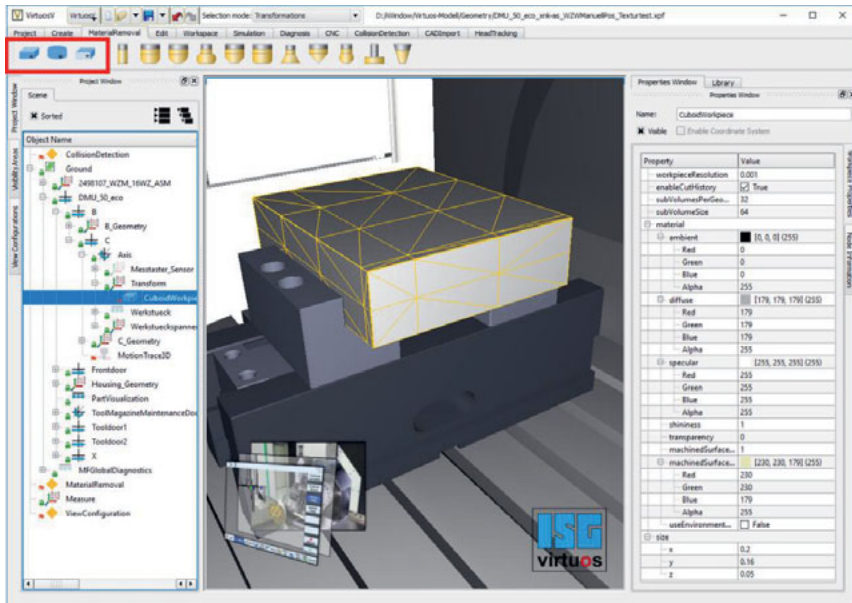 VirtuosV
Virtuos
Selection mode: Transformations
Project Create MaterialRemoval Edit Workspace Simulation Diagnosis CNC CollisionDetection CADImport HeadTracking
Project Window
Scene
Sorted
Object Name
CollisionDetection
Ground
2498107_WZM_16WZ_ASM
DMU_50_eco
B
B_Geometry
C
Axis
Messtaster_Sensor
Transform
CuboidWorkpie
Werkstueck
Werkstueckspanne
C_Geometry
MotionTrace3D
Frontdoor
Housing_Geometry
PartVisualization
ToolMagazineMaintenanceDo
Tooldoor1
Tooldoor2
X
MFGlobalDiagnostics
MaterialRemoval
Measure
ViewConfiguration
Project Window
Visibility Areas
View Configurations
ISG
virtuos
Properties Window Library
Properties Window
Name: CuboidWorkpiece
Visible Enable Coordinate System
Property Value
workpieceResolution 0.001
enableCutHistory True
subVolumesPerGeo... 32
subVolumeSize 64
material
ambient [0, 0, 0] (255)
Red 0
Green 0
Blue 0
Alpha 255
diffuse [179, 179, 179] (255)
Red 179
Green 179
Blue 179
Alpha 255
specular [255, 255, 255] (255)
Red 255
Green 255
Blue 255
Alpha 255
shininess 1
transparency 0
machinedSurface... 1
machinedSurface... [230, 230, 179] (255)
Red 230
Green 230
Blue 179
Alpha 255
useEnvironment... False
size
x 0.2
y 0.16
z 0.05
Workpiece Properties
Node Information